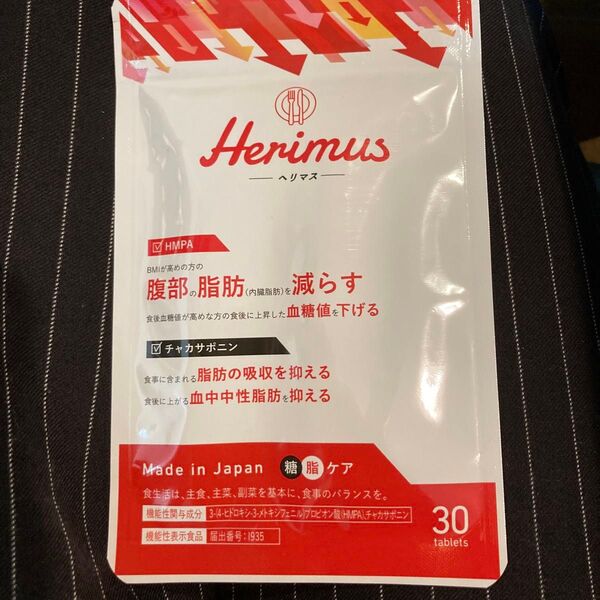 Herimus
ヘリマス
HMPA
BMIが高めの方の
腹部の脂肪(内臓脂肪)を減らす
食後血糖値が高めな方の食後に上昇した血糖値を下げる
チャカサポニン
食事に含まれる脂肪の吸収を抑える
食後に上がる血中中性脂肪を抑える
Made in Japan 糖脂ケア
食生活は、主食、主菜、副菜を基本に、食事のバランスを。
機能性関与成分 3-(4-ヒドロキシ-3-メトキシフェニル)プロピオン酸(HMPA)、チャカサポニン
機能性表示食品 届出番号:I935
30
tablets